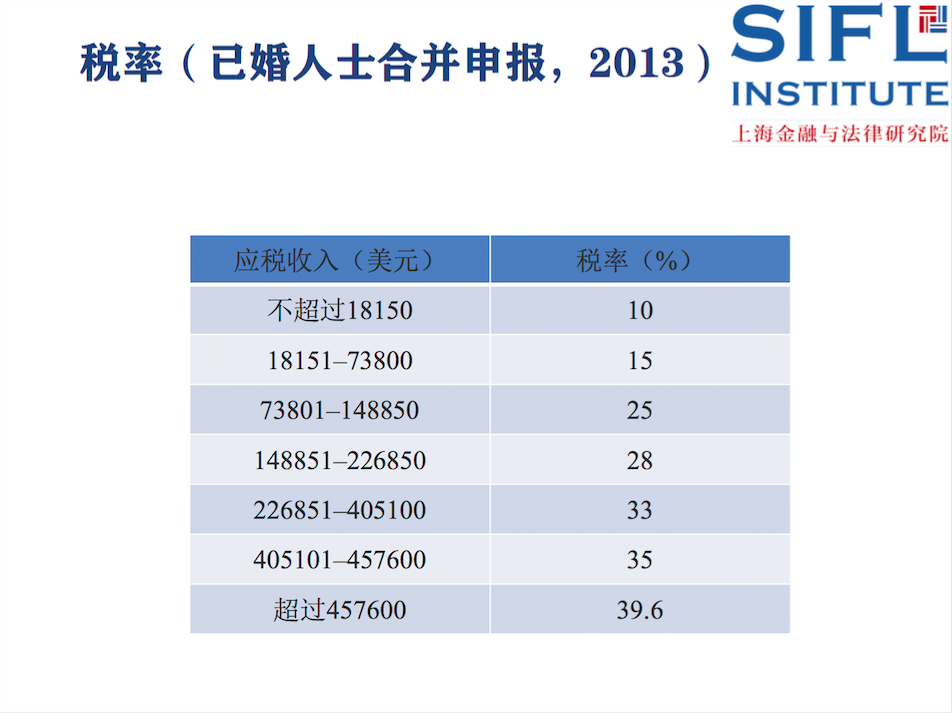 税率（已婚人士合并申报，2013）
SIFL
INSTITUTE
上海金融与法律研究院
应税收入（美元） 税率（%）
不超过18150 10
18151–73800 15
73801–148850 25
148851–226850 28
226851–405100 33
405101–457600 35
超过457600 39.6